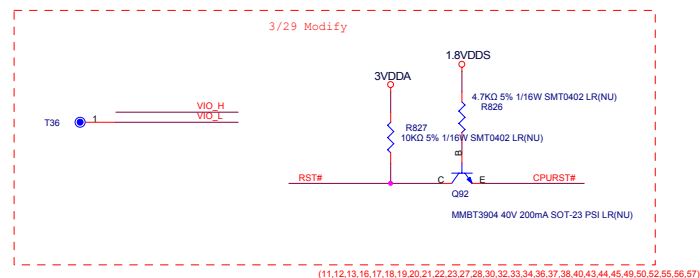 3/29 Modify
1.8VDDS
3VDDA
4.7KΩ 5% 1/16W SMT0402 LR(NU)
R826
VIO_H
VIO_L
T36
1
R827
10KΩ 5% 1/16W SMT0402 LR(NU)
B
RST#
C
E
CPURST#
Q92
MMBT3904 40V 200mA SOT-23 PSI LR(NU)
(11,12,13,16,17,18,19,20,21,22,23,27,28,30,32,33,34,36,37,38,40,43,44,45,49,50,52,55,56,57)